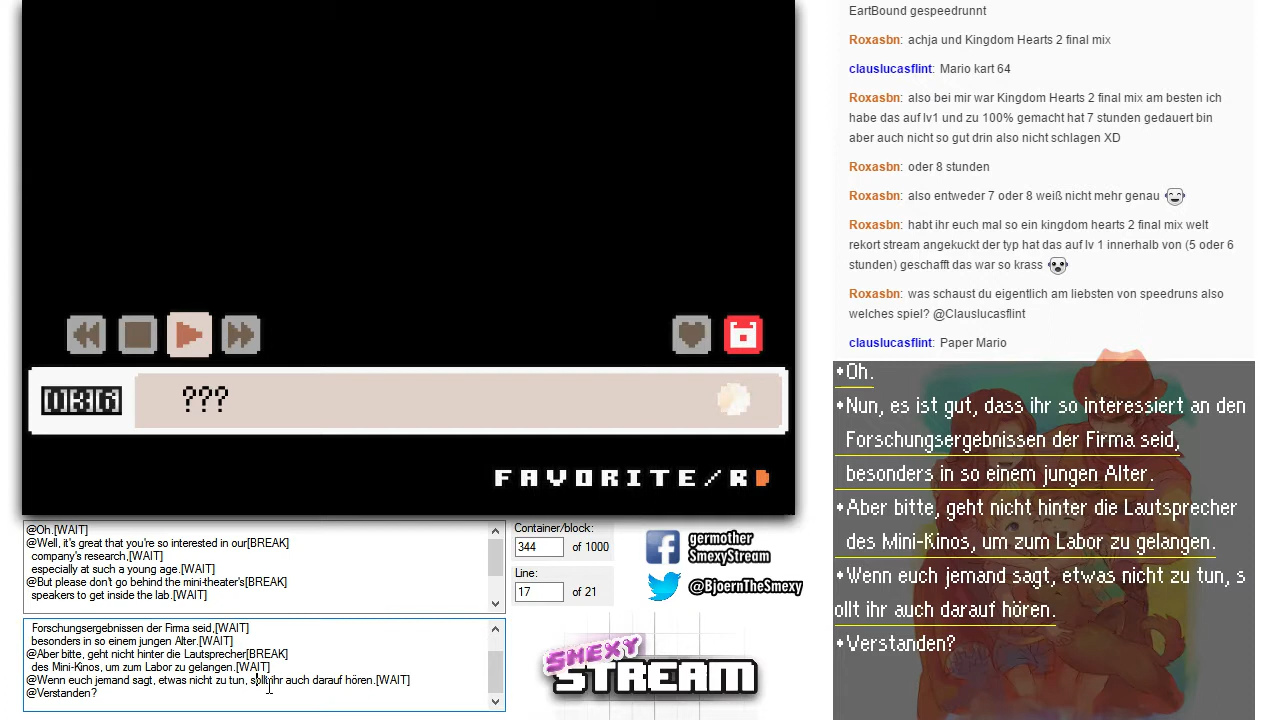 EartBound gespeedrunnt
Roxasbn: achja und Kingdom Hearts 2 final mix
clauslucasflint: Mario kart 64
Roxasbn: also bei mir war Kingdom Hearts 2 final mix am besten ich
habe das auf lv1 und zu 100% gemacht hat 7 stunden gedauert bin
aber auch nicht so gut drin also nicht schlagen XD
Roxasbn: oder 8 stunden
Roxasbn: also entweder 7 oder 8 weiß nicht mehr genau
Roxasbn: habt ihr euch mal so ein kingdom hearts 2 final mix welt
rekort stream angekuckt der typ hat das auf lv 1 innerhalb von (5 oder 6
stunden) geschafft das war so krass
Roxasbn: was schaust du eigentlich am liebsten von speedruns also
welches spiel? @Clauslucasflint
clauslucasflint: Paper Mario
036
???
FAVORITE/R
@Oh.[WAIT]
@Well, it's great that you're so interested in our[BREAK]
company's research,[WAIT]
especially at such a young age.[WAIT]
@But please don't go behind the mini-theater's[BREAK]
speakers to get inside the lab.[WAIT]
Forschungsergebnissen der Firma seid,[WAIT]
besonders in so einem jungen Alter.[WAIT]
@Aber bitte, geht nicht hinter die Lautsprecher[BREAK]
des Mini-Kinos, um zum Labor zu gelangen.[WAIT]
@Wenn euch jemand sagt, etwas nicht zu tun, sollt ihr auch darauf hören.[WAIT]
@Verstanden?
Container/block:
344 of 1000
Line:
17 of 21
germother
SmexyStream
@BjoernTheSmexy
SMEXY
STREAM
•Oh.
•Nun, es ist gut, dass ihr so interessiert an den
Forschungsergebnissen der Firma seid,
besonders in so einem jungen Alter.
•Aber bitte, geht nicht hinter die Lautsprecher
des Mini-Kinos, um zum Labor zu gelangen.
•Wenn euch jemand sagt, etwas nicht zu tun, s
ollt ihr auch darauf hören.
•Verstanden?